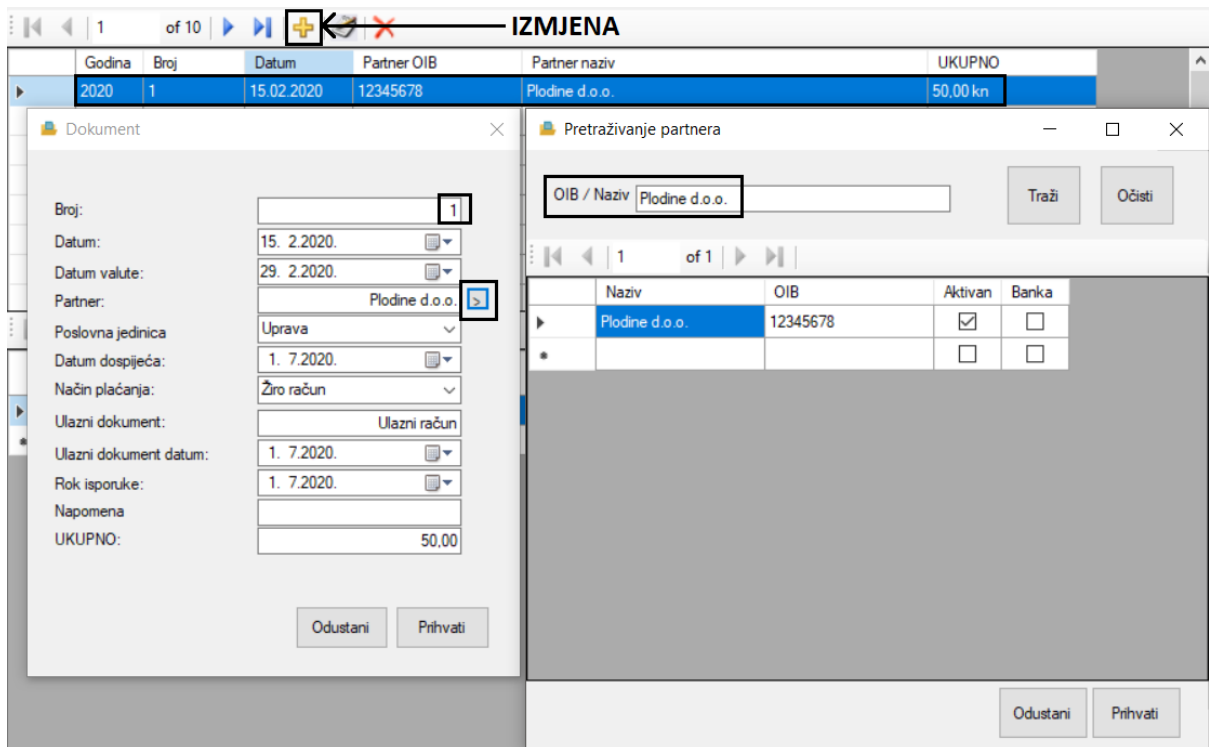 1 of 10 IZMJENA
Godina Broj Datum Partner OIB Partner naziv UKUPNO
2020 1 15.02.2020 12345678 Plodine d.o.o. 50,00 kn
Dokument
Broj: 1
Datum: 15. 2.2020.
Datum valute: 29. 2.2020.
Partner: Plodine d.o.o. >
Poslovna jedinica Uprava
Datum dospijeća: 1. 7.2020.
Način plaćanja: Žiro račun
Ulazni dokument: Ulazni račun
Ulazni dokument datum: 1. 7.2020.
Rok isporuke: 1. 7.2020.
Napomena
UKUPNO: 50,00
Odustani Prihvati
Pretraživanje partnera
OIB / Naziv Plodine d.o.o. Traži Očisti
1 of 1
Naziv OIB Aktivan Banka
Plodine d.o.o. 12345678
Odustani Prihvati